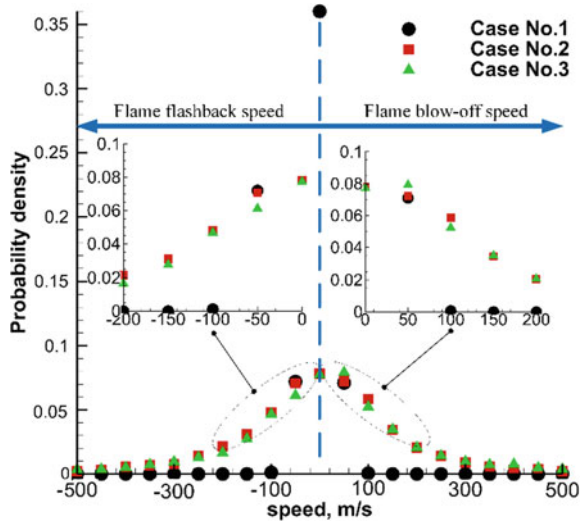 0.35
0.3
0.25
0.2
0.15
0.1
0.05
0
Probability density
Case No.1
Case No.2
Case No.3
Flame flashback speed
Flame blow-off speed
0.1
0.08
0.06
0.04
0.02
0
-200 -150 -100 -50 0
0.1
0.08
0.06
0.04
0.02
0
0 50 100 150 200
-500 -300 -100 100 300 500
speed, m/s